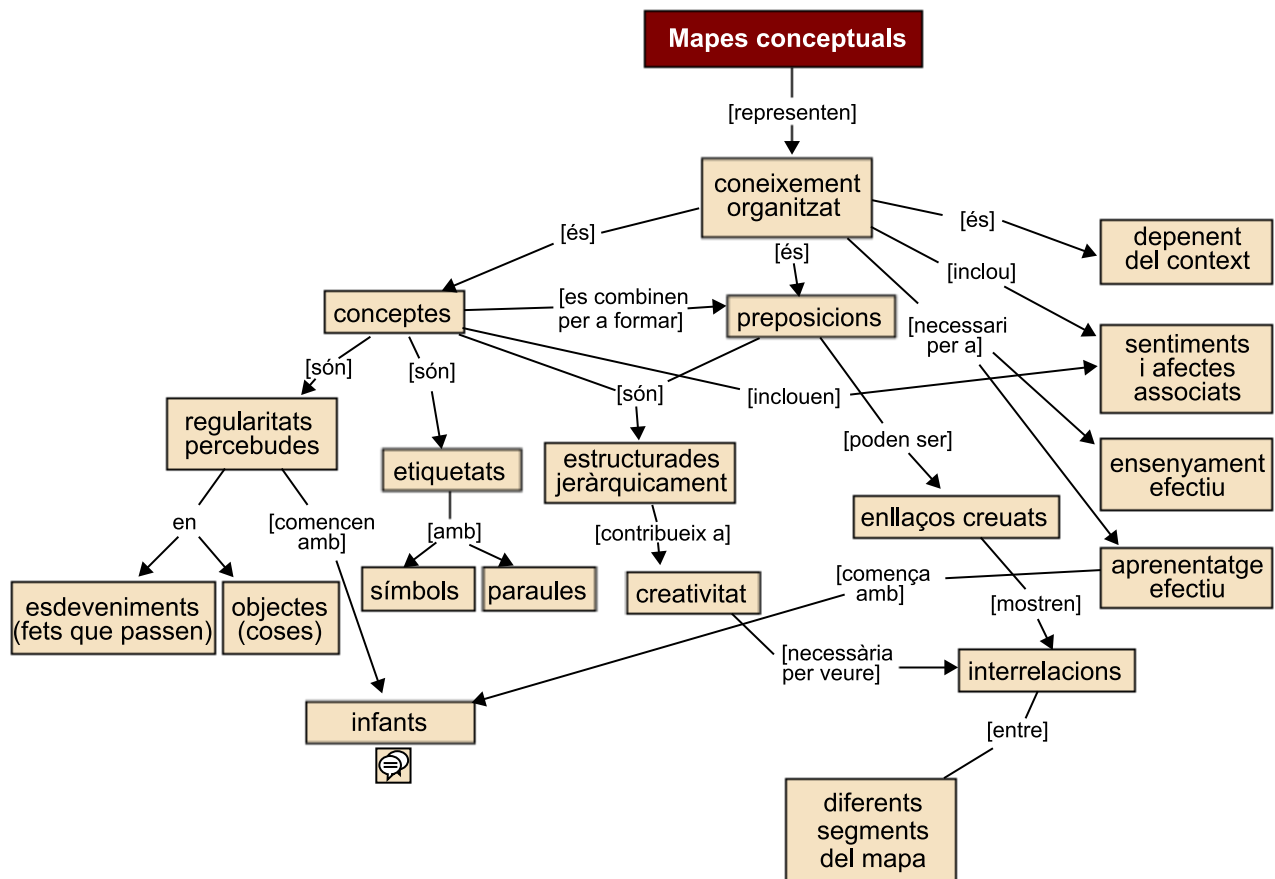 Mapes conceptuals
[representen]
coneixement
organitzat
[és]
[és]
[és]
depenent
del context
[inclou]
conceptes
[es combinen
per a formar]
preposicions
[necessari
per a]
sentiments
i afectes
associats
[són]
[són]
[són]
[inclouen]
regularitats
percebudes
etiquetats
estructurades
jeràrquicament
[poden ser]
ensenyament
efectiu
enllaços creuats
en
[comencen
amb]
[amb]
[contribueix a]
aprenentatge
efectiu
esdeveniments
(fets que passen)
objectes
(coses)
símbols
paraules
creativitat
[comença
amb]
[mostren]
[necessària
per veure]
interrelacions
infants
[entre]
diferents
segments
del mapa